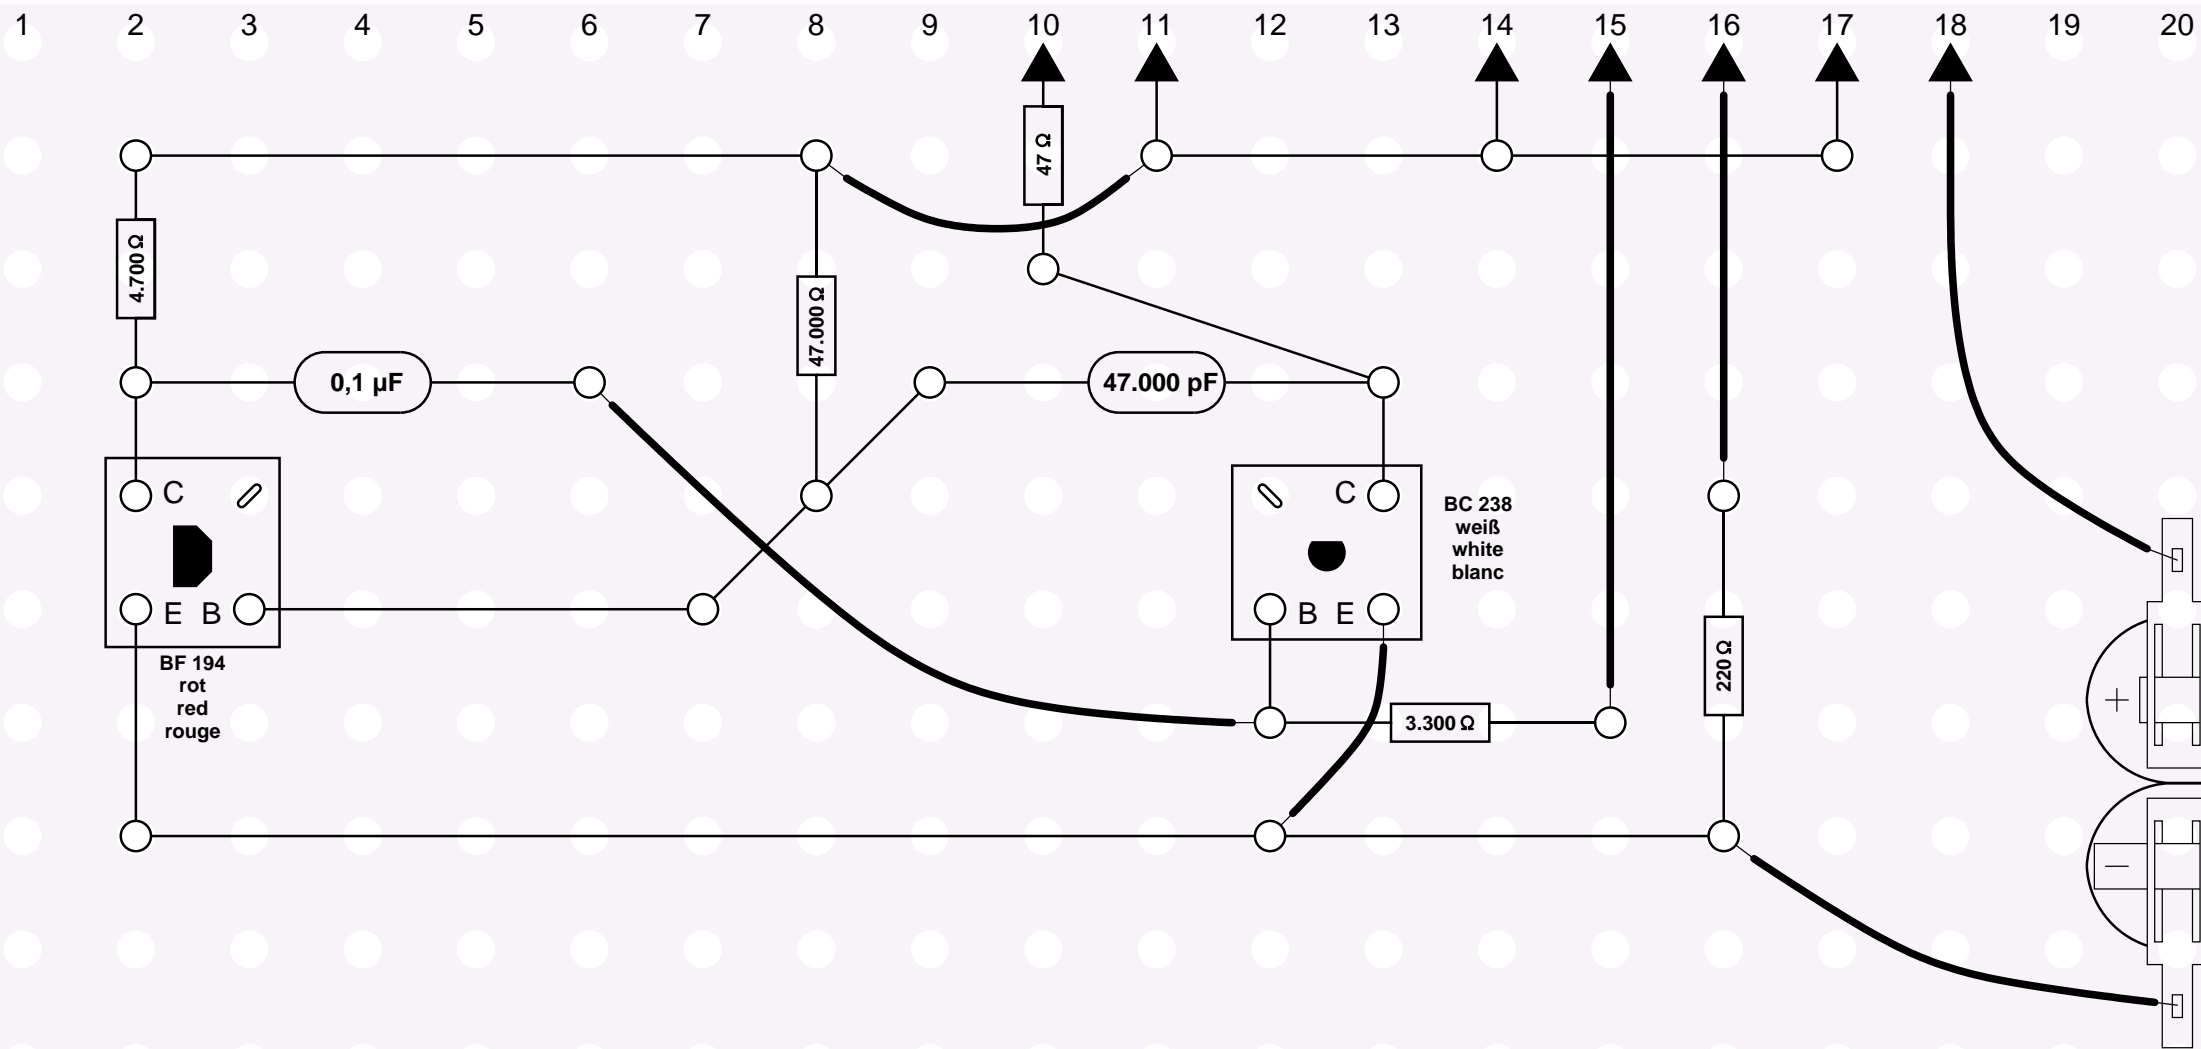 1 2 3 4 5 6 7 8 9 10 11 12 13 14 15 16 17 18 19 20
47 Ω
4.700 Ω
47.000 Ω
0,1 µF
47.000 pF
C
C
BC 238
weiß
white
blanc
E B
B E
BF 194
rot
red
rouge
220 Ω
3.300 Ω
+
−